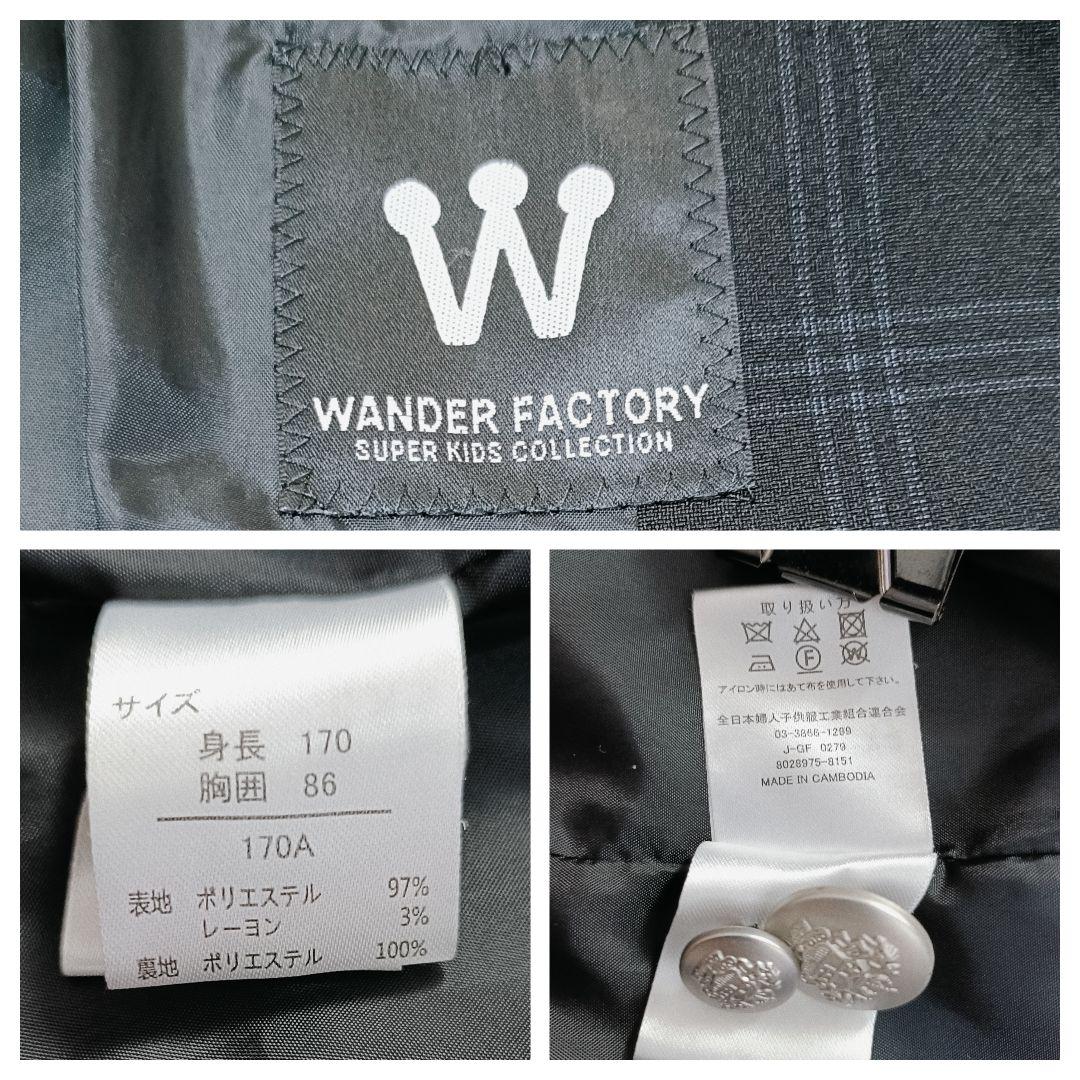 W
WANDER FACTORY
SUPER KIDS COLLECTION
サイズ
身長 170
胸囲 86
170A
表地 ポリエステル 97%
レーヨン 3%
裏地 ポリエステル 100%
取り扱い方
F
W
アイロン時にはあて布を使用して下さい。
全日本婦人子供服工業組合連合会
03-3866-1289
J-GF 0279
8028975-8151
MADE IN CAMBODIA